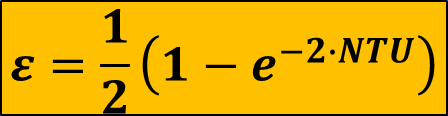 ε = 1/2 (1 − e^{−2·NTU})